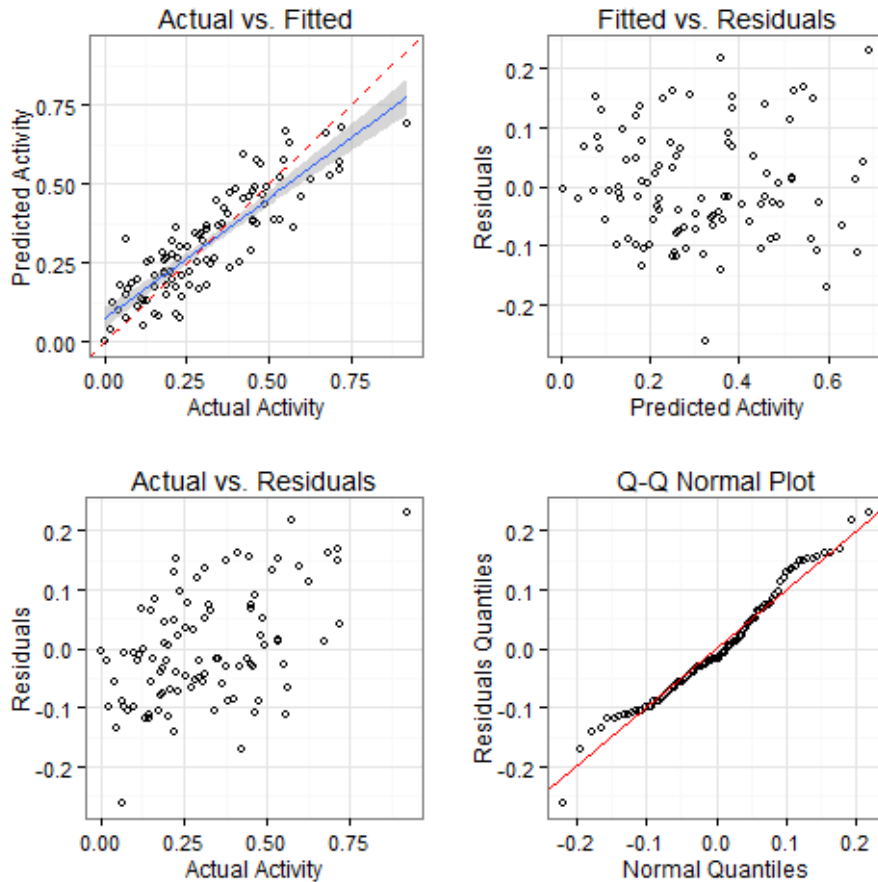 Actual vs. Fitted
Predicted Activity
0.75
0.50
0.25
0.00
0.00 0.25 0.50 0.75
Actual Activity
Fitted vs. Residuals
Residuals
0.2
0.1
0.0
-0.1
-0.2
0.0 0.2 0.4 0.6
Predicted Activity
Actual vs. Residuals
Residuals
0.2
0.1
0.0
-0.1
-0.2
0.00 0.25 0.50 0.75
Actual Activity
Q-Q Normal Plot
Residuals Quantiles
0.2
0.1
0.0
-0.1
-0.2
-0.2 -0.1 0.0 0.1 0.2
Normal Quantiles